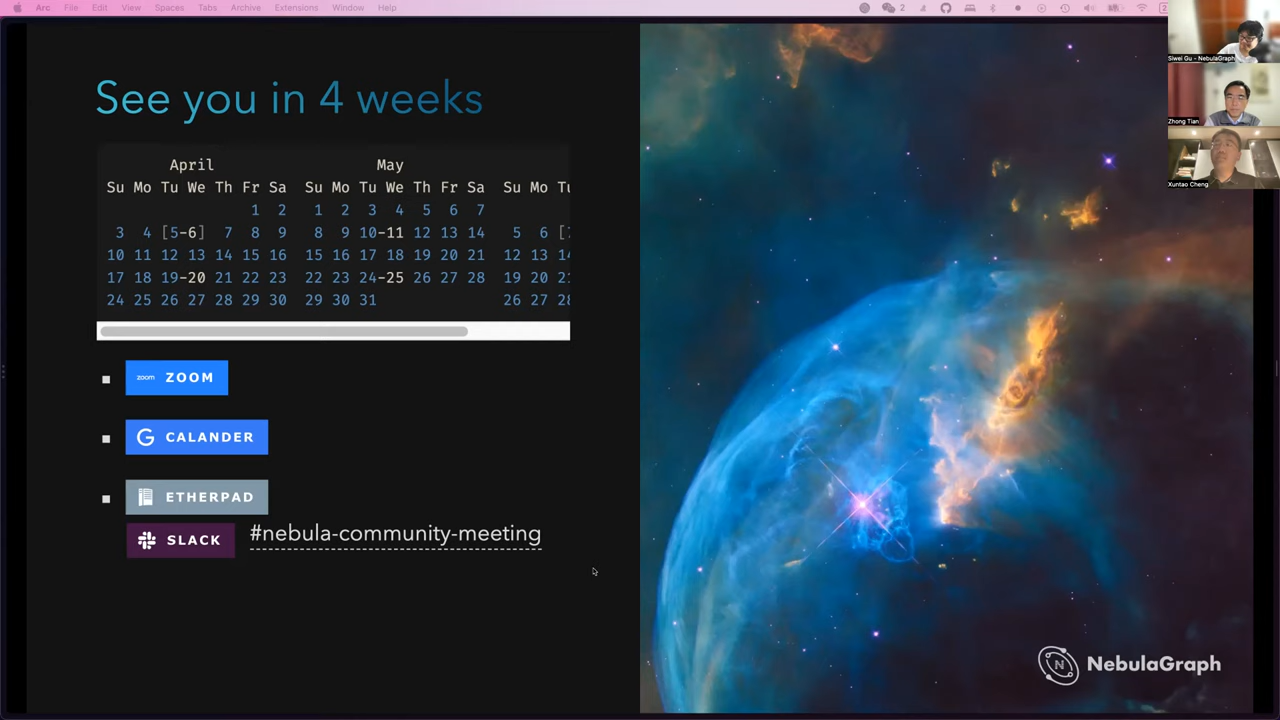 Arc File Edit View Spaces Tabs Archive Extensions Window Help
2
See you in 4 weeks
April May
Su Mo Tu We Th Fr Sa Su Mo Tu We Th Fr Sa Su Mo
1 2 1 2 3 4 5 6 7
3 4 [5-6] 7 8 9 8 9 10-11 12 13 14 5 6 [
10 11 12 13 14 15 16 15 16 17 18 19 20 21 12 13
17 18 19-20 21 22 23 22 23 24-25 26 27 28 19 20
24 25 26 27 28 29 30 29 30 31 26 27
zoom ZOOM
G CALANDER
ETHERPAD
SLACK #nebula-community-meeting
Siwei Gu - NebulaGraph
Zhong Tian
Xuntao Cheng
N NebulaGraph